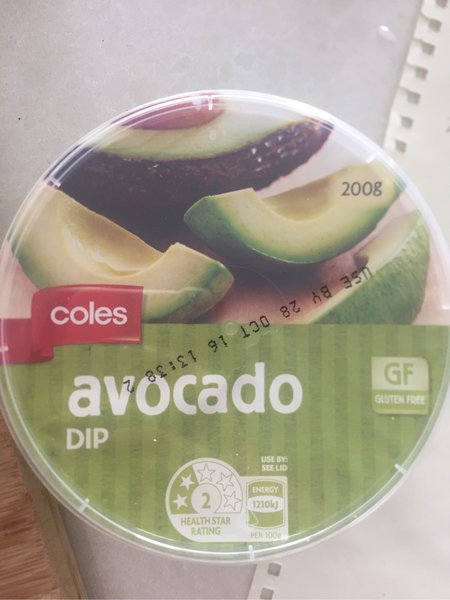 200g
USE BY 28 OCT 16 13:38 2
coles
avocado
DIP
GF
GLUTEN FREE
USE BY:
SEE LID
2
HEALTH STAR
RATING
ENERGY
1210kJ
PER 100g